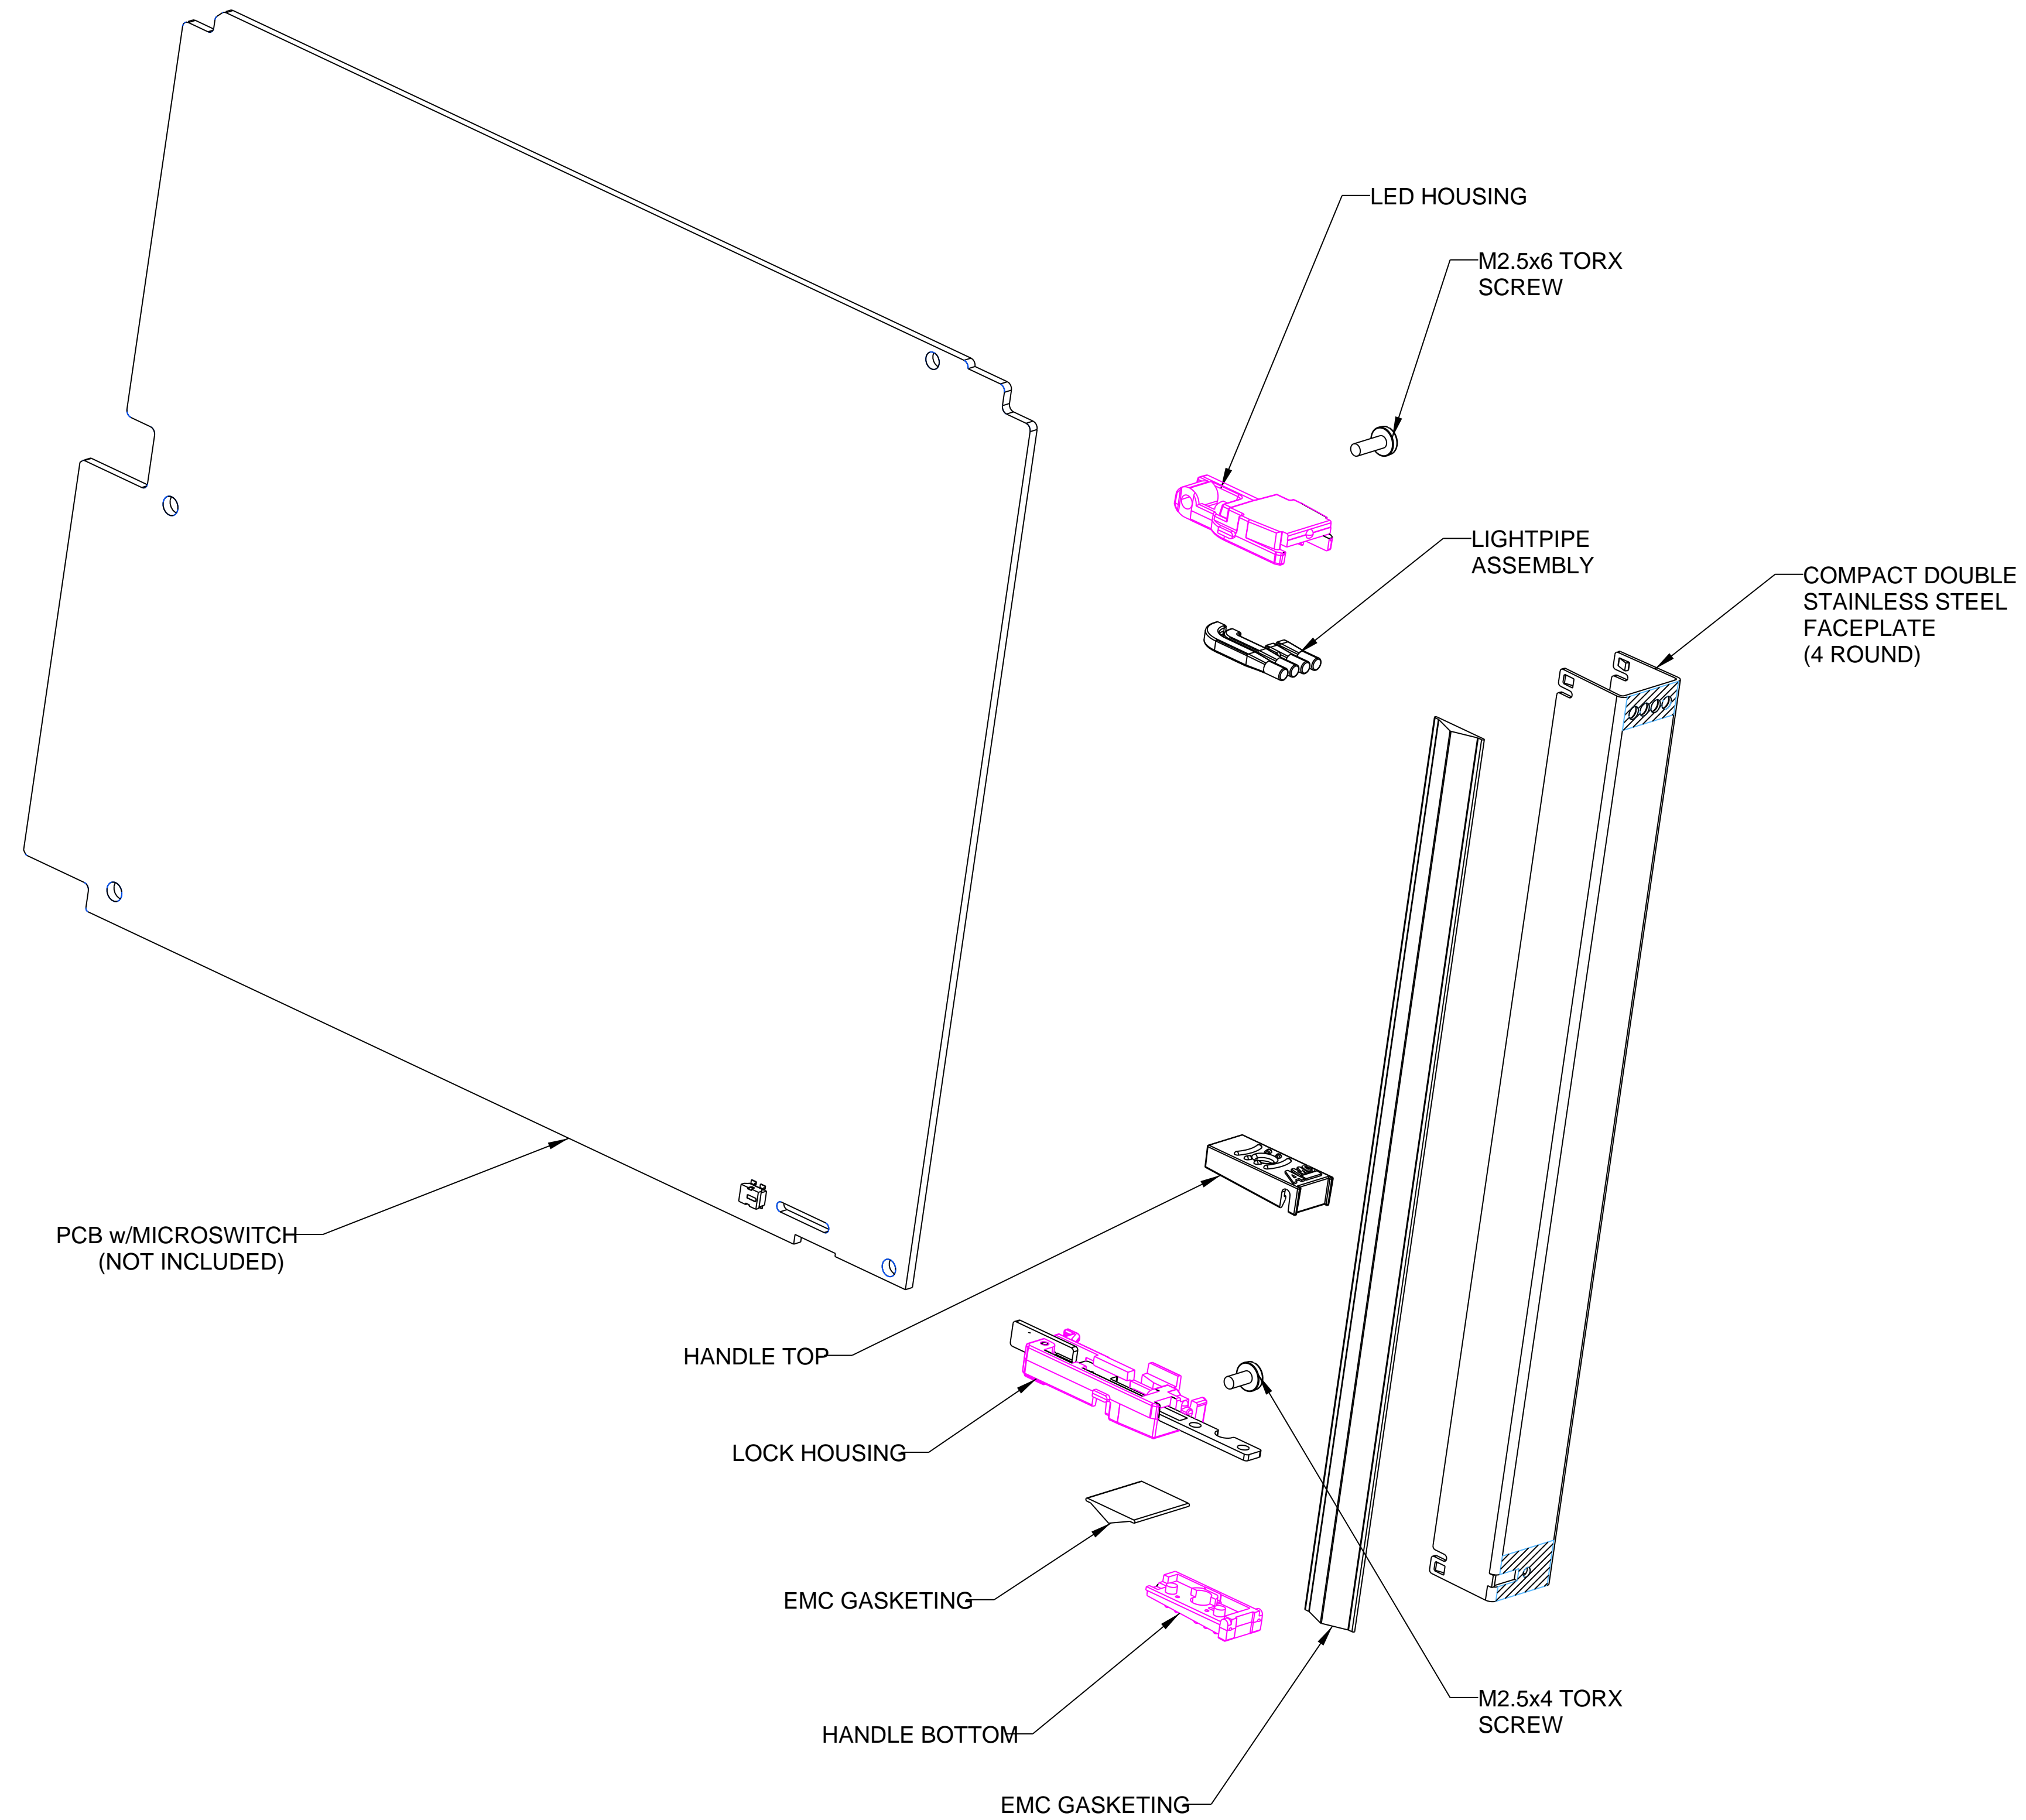 LED HOUSING
M2.5x6 TORX
SCREW
LIGHTPIPE
ASSEMBLY
COMPACT DOUBLE
STAINLESS STEEL
FACEPLATE
(4 ROUND)
PCB w/MICROSWITCH
(NOT INCLUDED)
HANDLE TOP
LOCK HOUSING
EMC GASKETING
HANDLE BOTTOM
M2.5x4 TORX
SCREW
EMC GASKETING